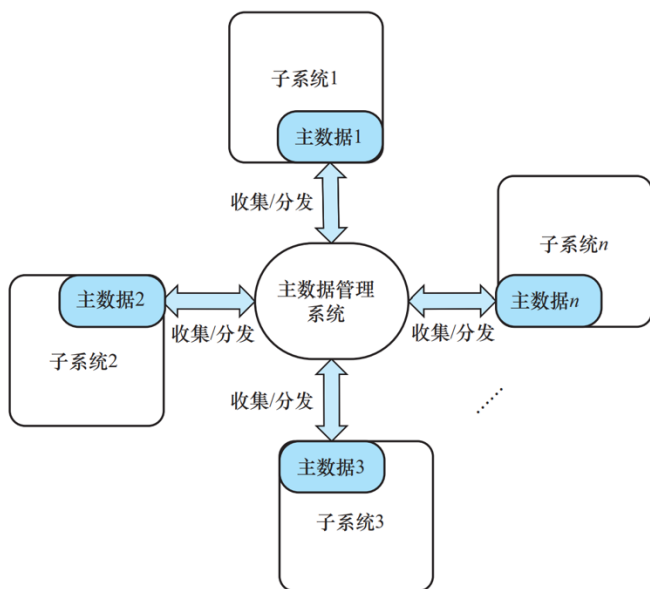 子系统1
主数据1
收集/分发
子系统n
主数据2
主数据管理
系统
主数据n
收集/分发
收集/分发
子系统2
收集/分发
主数据3
子系统3